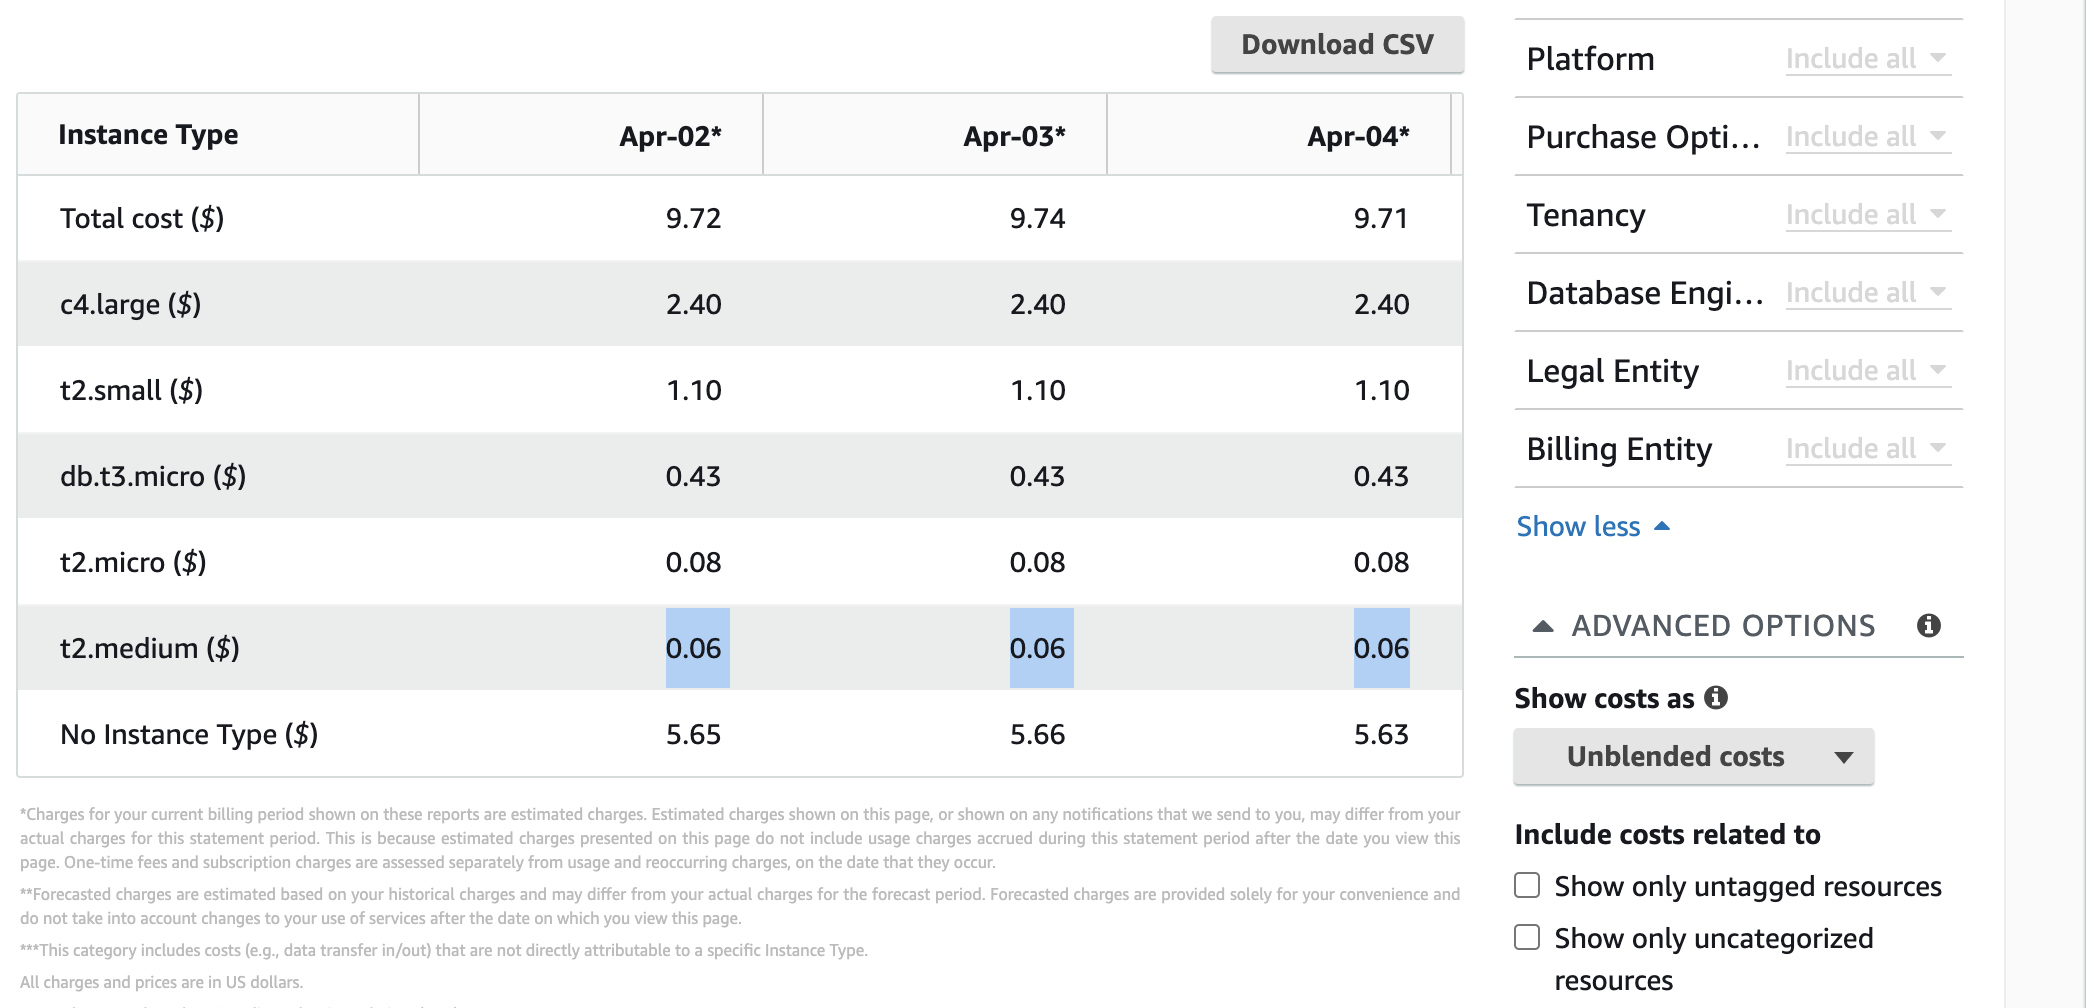 Download CSV
Instance Type Apr-02* Apr-03* Apr-04*
Total cost ($) 9.72 9.74 9.71
c4.large ($) 2.40 2.40 2.40
t2.small ($) 1.10 1.10 1.10
db.t3.micro ($) 0.43 0.43 0.43
t2.micro ($) 0.08 0.08 0.08
t2.medium ($) 0.06 0.06 0.06
No Instance Type ($) 5.65 5.66 5.63
*Charges for your current billing period shown on these reports are estimated charges. Estimated charges shown on this page, or shown on any notifications that we send to you, may differ from your
actual charges for this statement period. This is because estimated charges presented on this page do not include usage charges accrued during this statement period after the date you view this
page. One-time fees and subscription charges are assessed separately from usage and reoccurring charges, on the date that they occur.
**Forecasted charges are estimated based on your historical charges and may differ from your actual charges for the forecast period. Forecasted charges are provided solely for your convenience and
do not take into account changes to your use of services after the date on which you view this page.
***This category includes costs (e.g., data transfer in/out) that are not directly attributable to a specific Instance Type.
All charges and prices are in US dollars.
Platform Include all
Purchase Opti... Include all
Tenancy Include all
Database Engi... Include all
Legal Entity Include all
Billing Entity Include all
Show less
ADVANCED OPTIONS
Show costs as
Unblended costs
Include costs related to
Show only untagged resources
Show only uncategorized
resources